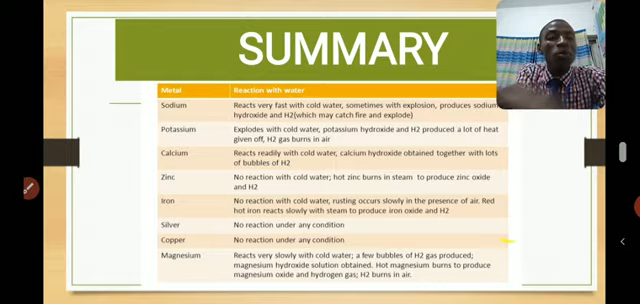 SUMMARY
Metal Reaction with water
Sodium Reacts very fast with cold water, sometimes with explosion, produces sodium
hydroxide and H2(which may catch fire and explode)
Potassium Explodes with cold water, potassium hydroxide and H2 produced a lot of heat
given off, H2 gas burns in air
Calcium Reacts readily with cold water, calcium hydroxide obtained together with lots
of bubbles of H2
Zinc No reaction with cold water; hot zinc burns in steam to produce zinc oxide
and H2
Iron No reaction with cold water, rusting occurs slowly in the presence of air. Red
hot iron reacts slowly with steam to produce iron oxide and H2
Silver No reaction under any condition
Copper No reaction under any condition
Magnesium Reacts very slowly with cold water; a few bubbles of H2 gas produced;
magnesium hydroxide solution obtained. Hot magnesium burns to produce
magnesium oxide and hydrogen gas; H2 burns in air.